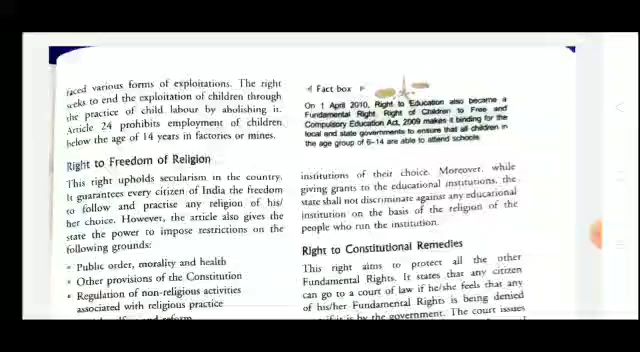 faced various forms of exploitations. The right
seeks to end the exploitation of children through
the practice of child labour by abolishing it.
Article 24 prohibits employment of children
below the age of 14 years in factories or mines.
Right to Freedom of Religion
This right upholds secularism in the country.
It guarantees every citizen of India the freedom
to follow and practise any religion of his/
her choice. However, the article also gives the
state the power to impose restrictions on the
following grounds:
• Public order, morality and health
• Other provisions of the Constitution
• Regulation of non-religious activities
associated with religious practice
and reform
Fact box
On 1 April 2010, Right to Education also became a
Fundamental Right. Right of Children to Free and
Compulsory Education Act, 2009 makes it binding for the
local and state governments to ensure that all children in
the age group of 6–14 are able to attend schools.
institutions of their choice. Moreover, while
giving grants to the educational institutions, the
state shall not discriminate against any educational
institution on the basis of the religion of the
people who run the institution.
Right to Constitutional Remedies
This right aims to protect all the other
Fundamental Rights. It states that any citizen
can go to a court of law if he/she feels that any
of his/her Fundamental Rights is being denied
if it is by the government. The court issues